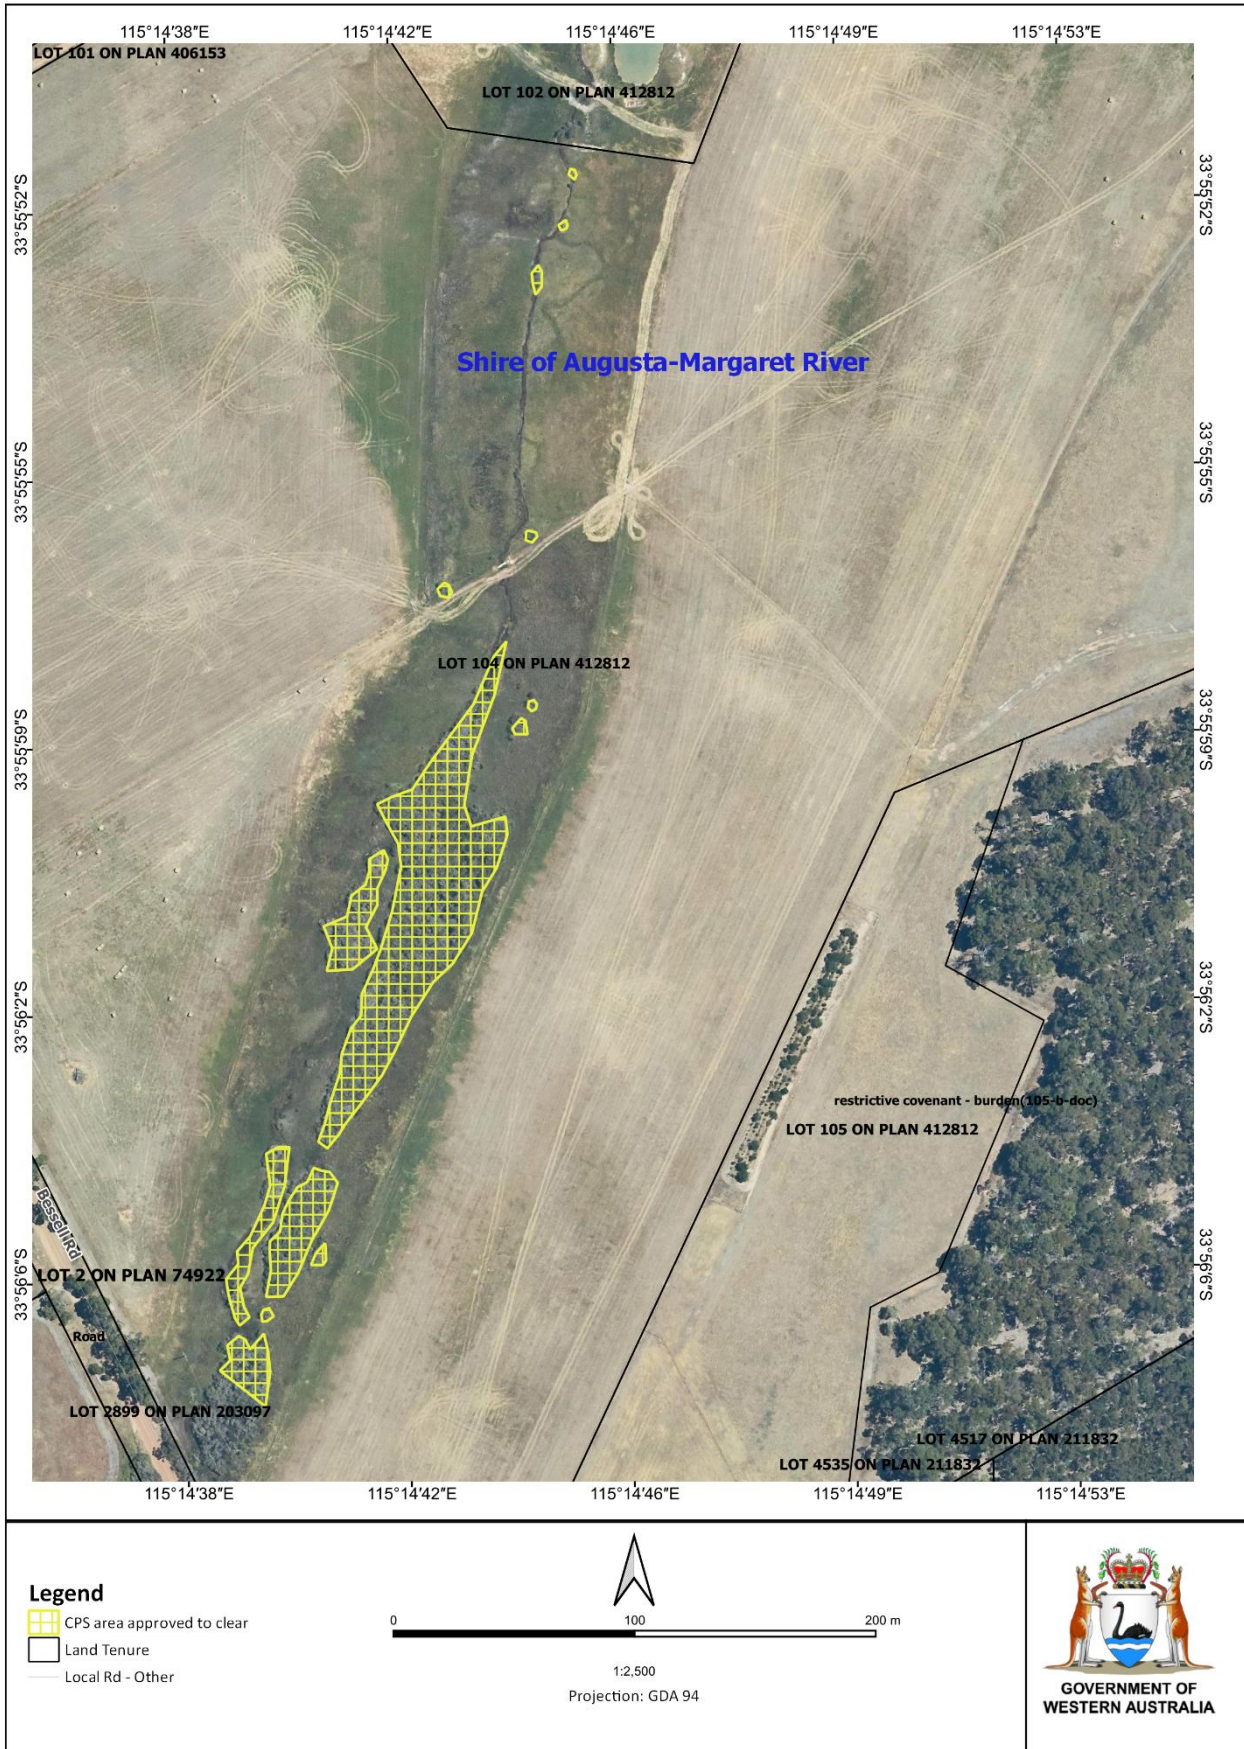 115°14'38"E
115°14'42"E
115°14'46"E
115°14'49"E
115°14'53"E
LOT 101 ON PLAN 406153
LOT 102 ON PLAN 412812
33°55'52"S
33°55'52"S
Shire of Augusta-Margaret River
33°55'55"S
33°55'55"S
LOT 104 ON PLAN 412812
33°55'59"S
33°55'59"S
33°56'2"S
33°56'2"S
restrictive covenant - burden(105-b-doc)
LOT 105 ON PLAN 412812
Bessell Rd
33°56'6"S
33°56'6"S
LOT 2 ON PLAN 74922
Road
LOT 2899 ON PLAN 203097
LOT 4517 ON PLAN 211832
LOT 4535 ON PLAN 211832
115°14'38"E
115°14'42"E
115°14'46"E
115°14'49"E
115°14'53"E
Legend
CPS area approved to clear
Land Tenure
Local Rd - Other
0
100
200 m
1:2,500
Projection: GDA 94
GOVERNMENT OF
WESTERN AUSTRALIA